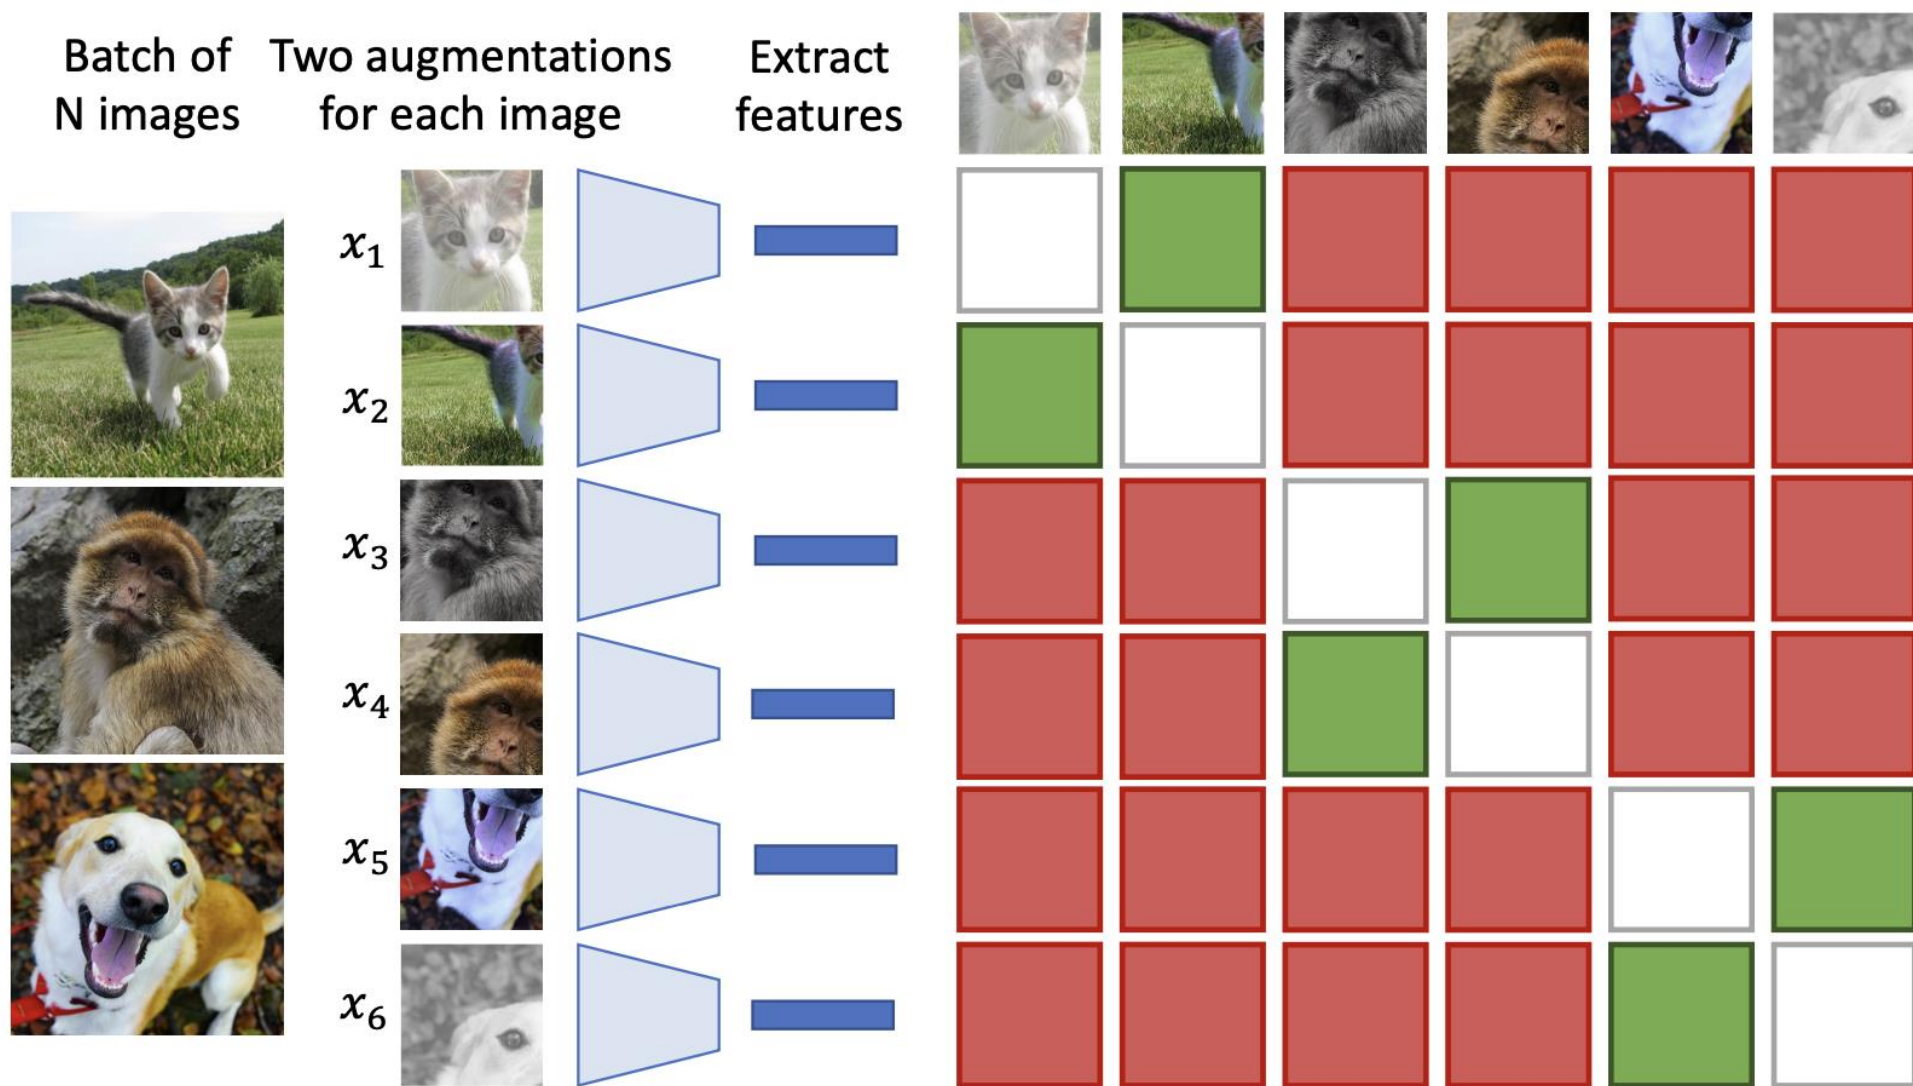 Batch of
N images
Two augmentations
for each image
Extract
features
x₁
x₂
x₃
x₄
x₅
x₆